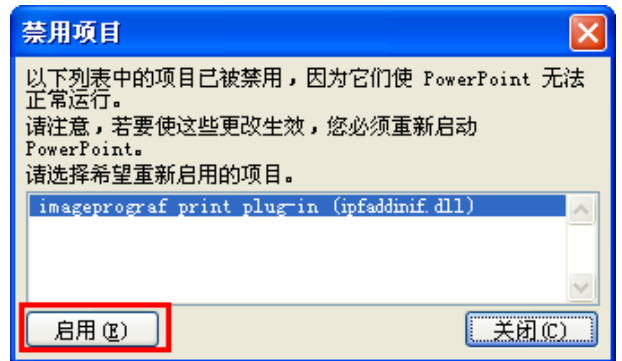 禁用项目
以下列表中的项目已被禁用，因为它们使 PowerPoint 无法
正常运行。
请注意，若要使这些更改生效，您必须重新启动
PowerPoint。
请选择希望重新启用的项目。
imageprograf print plug-in (ipfaddinif.dll)
启用(E) 关闭(C)